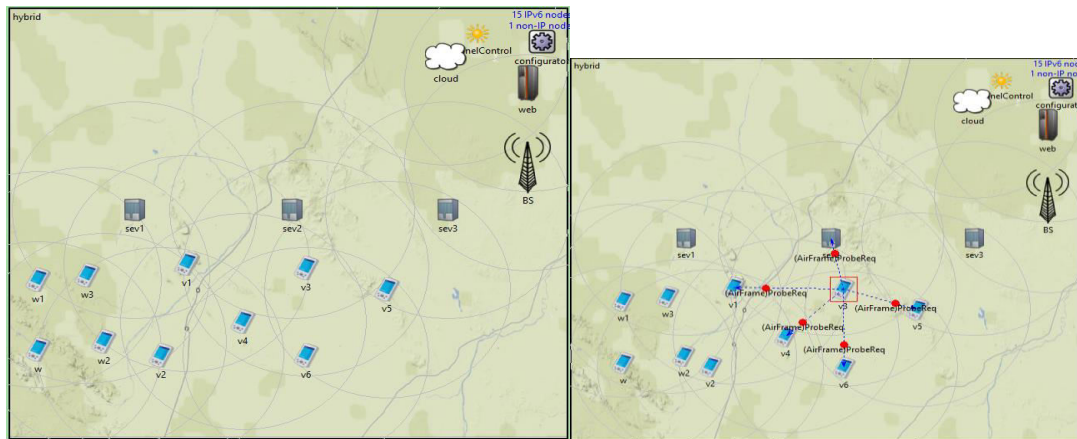 hybrid
15 IPv6 nodes
1 non-IP node
nelControl
configurator
cloud
web
BS
sev1
sev2
sev3
v1
v3
w1
w3
v5
v4
w
w2
v2
v6
hybrid
15 IPv6 nod
1 non-IP nod
nelControl
configurat
cloud
web
BS
sev1
sev3
(AirFrame)ProbeReq
(AirFrame)ProbeReq
v1
v3
w1
w3
(AirFrame)ProbeReq
v5
(AirFrame)ProbeReq
v4
(AirFrame)ProbeReq
w
w2
v2
v6